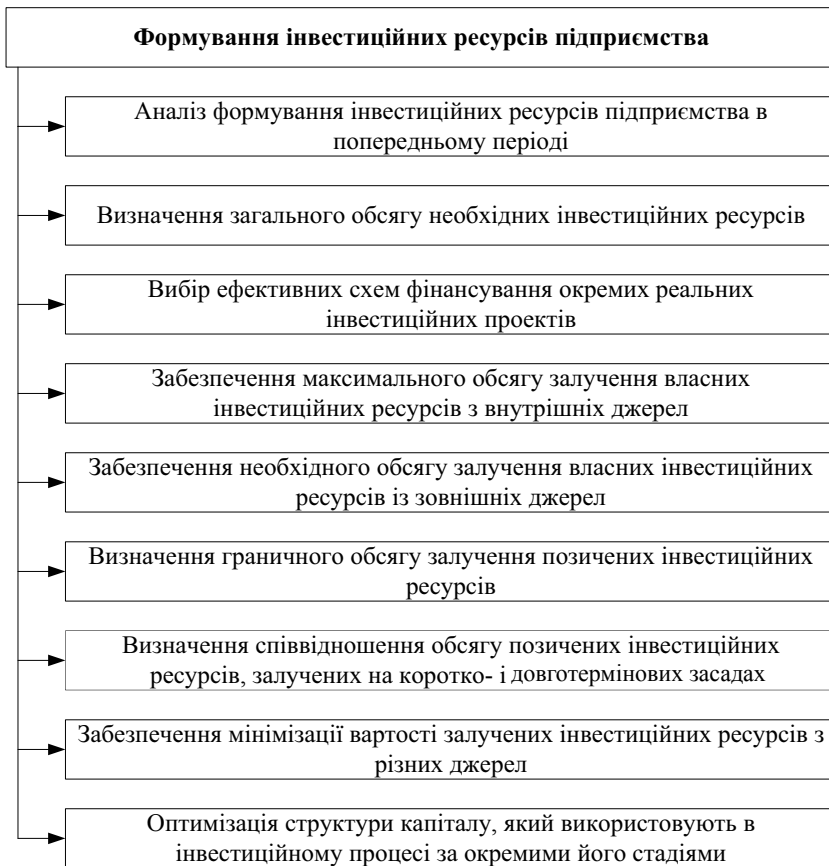 Формування інвестиційних ресурсів підприємства
Аналіз формування інвестиційних ресурсів підприємства в
попередньому періоді
Визначення загального обсягу необхідних інвестиційних ресурсів
Вибір ефективних схем фінансування окремих реальних
інвестиційних проектів
Забезпечення максимального обсягу залучення власних
інвестиційних ресурсів з внутрішніх джерел
Забезпечення необхідного обсягу залучення власних інвестиційних
ресурсів із зовнішніх джерел
Визначення граничного обсягу залучення позичених інвестиційних
ресурсів
Визначення співвідношення обсягу позичених інвестиційних
ресурсів, залучених на коротко- і довготермінових засадах
Забезпечення мінімізації вартості залучених інвестиційних ресурсів з
різних джерел
Оптимізація структури капіталу, який використовують в
інвестиційному процесі за окремими його стадіями